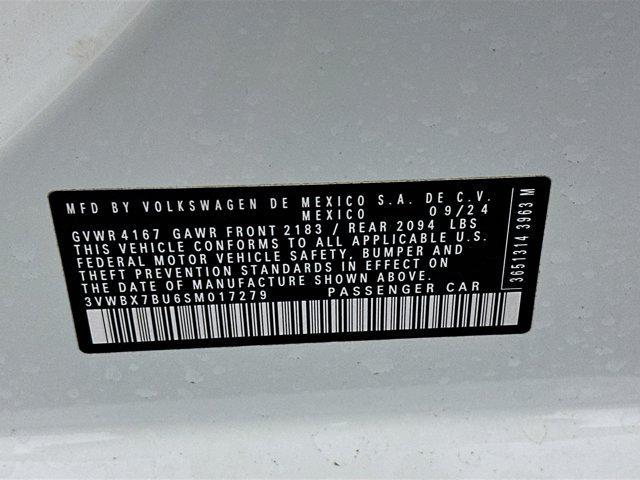 MFD BY VOLKSWAGEN DE MEXICO S.A. DE C.V.
MEXICO 09/24
GVWR 4167 GAWR FRONT 2183 / REAR 2094 LBS
THIS VEHICLE CONFORMS TO ALL APPLICABLE U.S.
FEDERAL MOTOR VEHICLE SAFETY, BUMPER AND
THEFT PREVENTION STANDARDS IN EFFECT ON
THE DATE OF MANUFACTURE SHOWN ABOVE.
3VWBX7BU6SM017279 PASSENGER CAR
3651314 3963 M